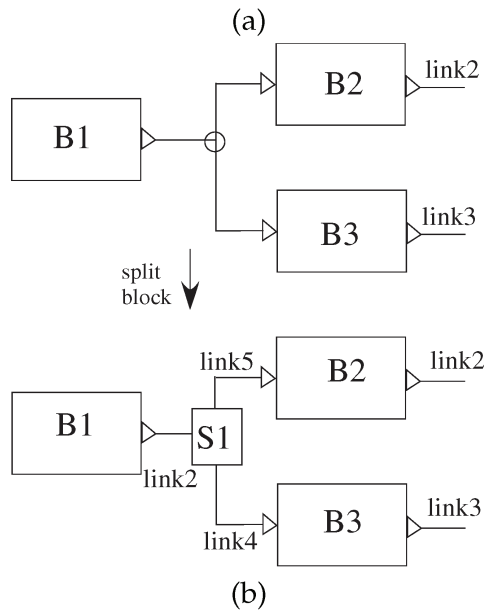 (a)
B2
link2
B1
B3
link3
split
block
link5
B2
link2
B1
S1
link2
B3
link3
link4
(b)